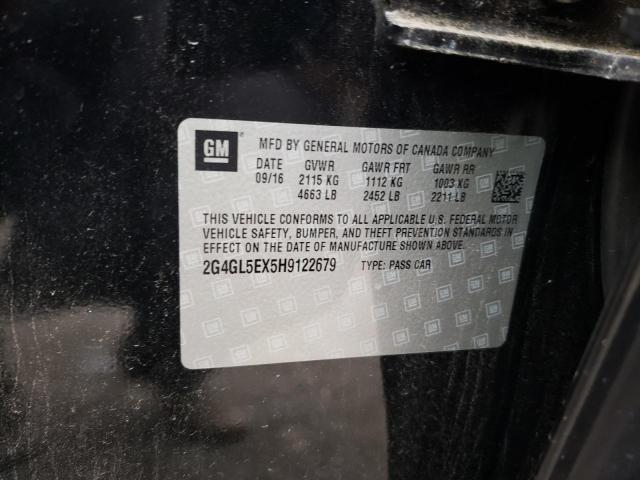 GM
MFD BY GENERAL MOTORS OF CANADA COMPANY
DATE GVWR GAWR FRT GAWR RR
09/16 2115 KG 1112 KG 1003 KG
4663 LB 2452 LB 2211 LB
THIS VEHICLE CONFORMS TO ALL APPLICABLE U.S. FEDERAL MOTOR
VEHICLE SAFETY, BUMPER, AND THEFT PREVENTION STANDARDS IN
EFFECT ON THE DATE OF MANUFACTURE SHOWN ABOVE.
2G4GL5EX5H9122679 TYPE: PASS CAR